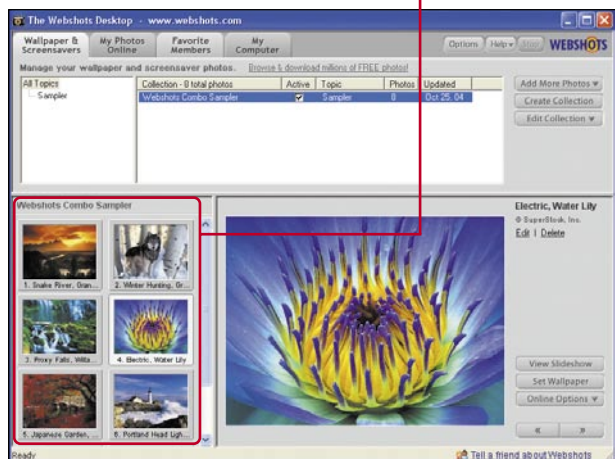 The Webshots Desktop - www.webshots.com
Wallpaper & Screensavers
My Photos Online
Favorite Members
My Computer
Options
Help
Stop
WEBSHOTS
Manage your wallpaper and screensaver photos. Browse & download millions of FREE photos!
All Topics
Sampler
Collection - 8 total photos Active Topic Photos Updated
Webshots Combo Sampler Sampler 8 Oct 25, 04
Add More Photos
Create Collection
Edit Collection
Webshots Combo Sampler
1. Snake River, Gran...
2. Winter Hunting, Gr...
3. Proxy Falls, Willa...
4. Electric, Water Lily
5. Japanese Garden, ...
6. Portland Head Ligh...
Electric, Water Lily
© SuperStock, Inc.
Edit | Delete
View Slideshow
Set Wallpaper
Online Options
« »
Ready
Tell a friend about Webshots